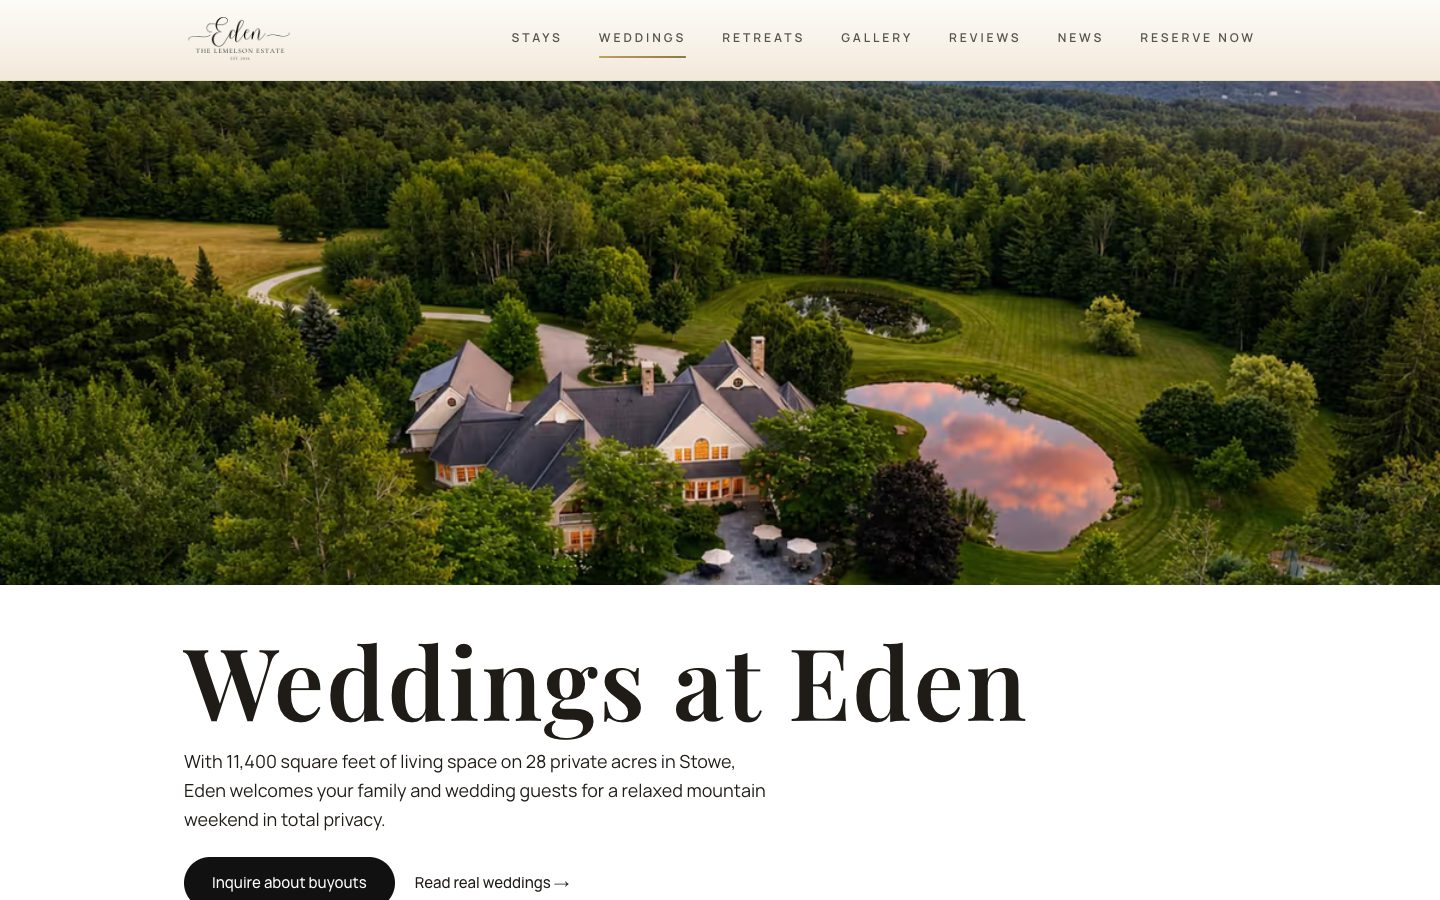 Eden
THE LEMELSON ESTATE
STAYS
WEDDINGS
RETREATS
GALLERY
REVIEWS
NEWS
RESERVE NOW
Weddings at Eden
With 11,400 square feet of living space on 28 private acres in Stowe,
Eden welcomes your family and wedding guests for a relaxed mountain
weekend in total privacy.
Inquire about buyouts
Read real weddings →